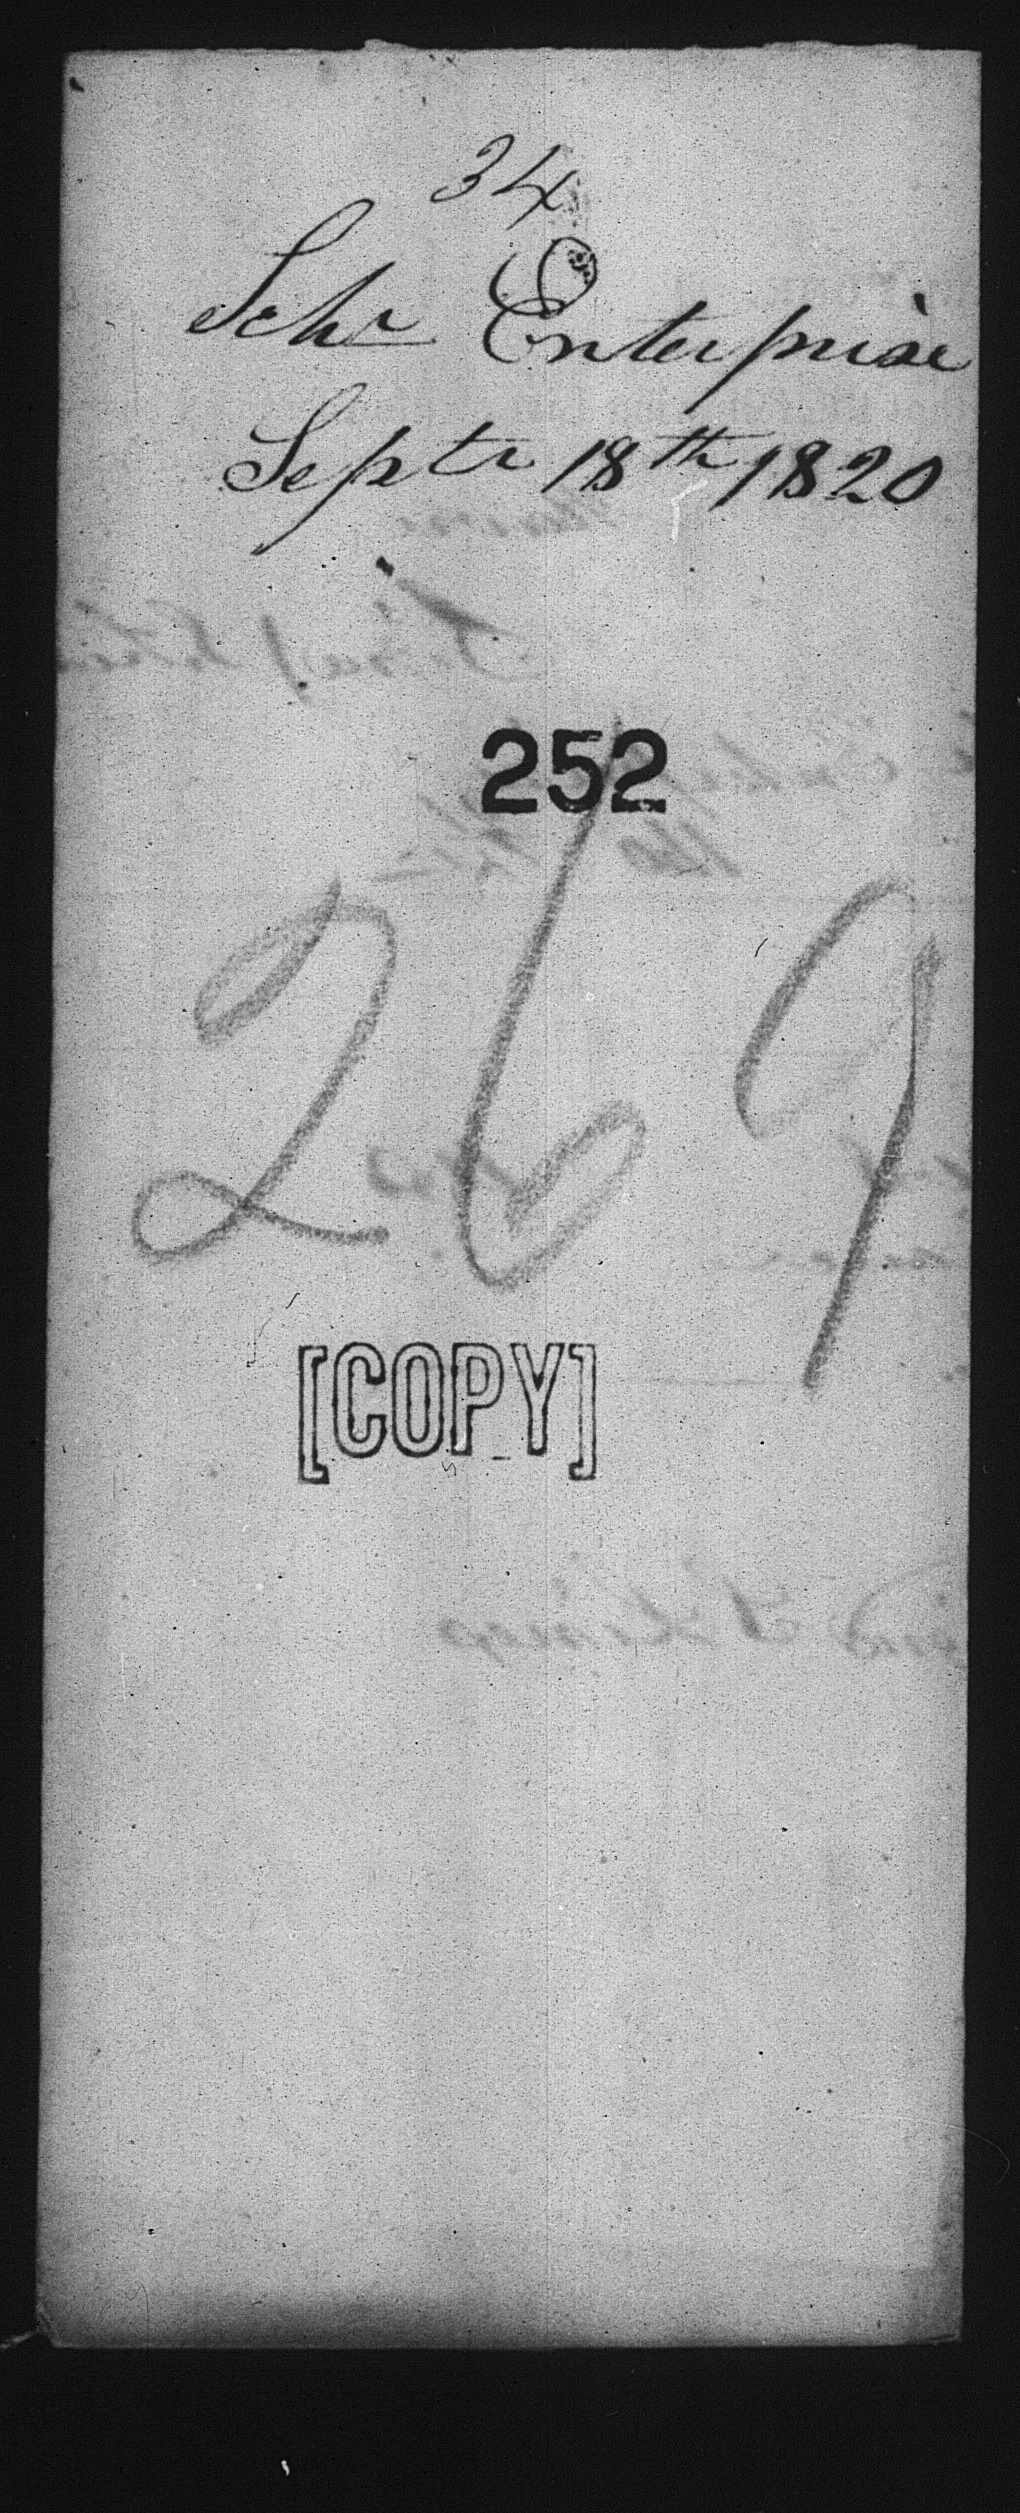 34
Schr Enterprise
Septr 18th 1820
252
269
[COPY]